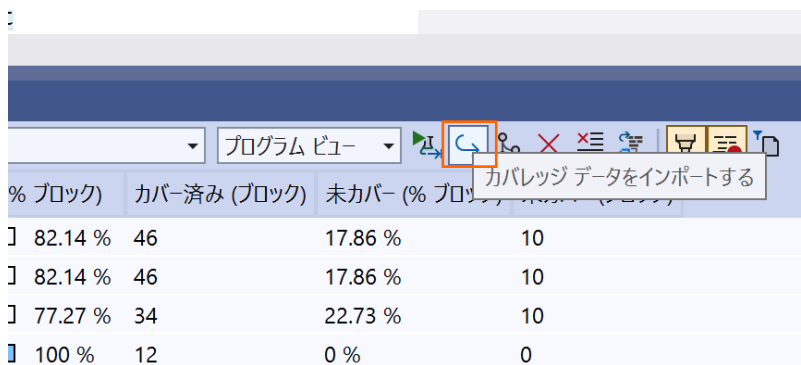 プログラム ビュー
カバレッジ データをインポートする
% ブロック) カバー済み (ブロック) 未カバー (% ブロック)
82.14 % 46 17.86 % 10
82.14 % 46 17.86 % 10
77.27 % 34 22.73 % 10
100 % 12 0 % 0